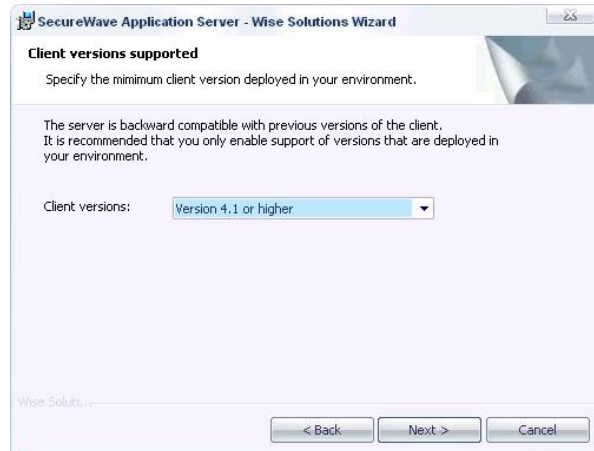 SecureWave Application Server - Wise Solutions Wizard
Client versions supported
Specify the mimimum client version deployed in your environment.
The server is backward compatible with previous versions of the client.
It is recommended that you only enable support of versions that are deployed in
your environment.
Client versions:
Version 4.1 or higher
Wise Soluti...
< Back
Next >
Cancel